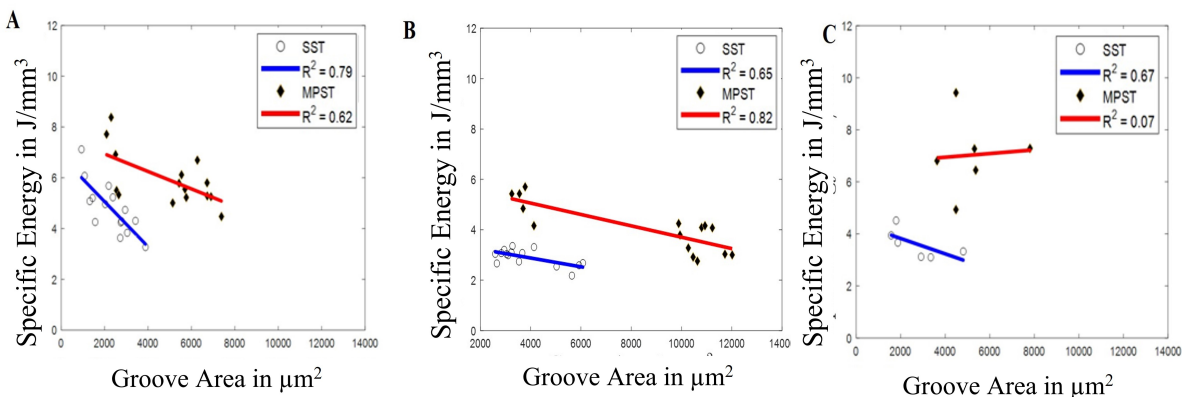 A
Specific Energy in J/mm³
12
10
8
6
4
2
0
0 2000 4000 6000 8000 10000 12000 14000
Groove Area in µm²
SST
R² = 0.79
MPST
R² = 0.62
B
Specific Energy in J/mm³
12
10
8
6
4
2
0
2000 4000 6000 8000 10000 12000 14000
Groove Area in µm²
SST
R² = 0.65
MPST
R² = 0.82
C
Specific Energy in J/mm³
12
10
8
6
4
2
0
0 2000 4000 6000 8000 10000 12000 14000
Groove Area in µm²
SST
R² = 0.67
MPST
R² = 0.07